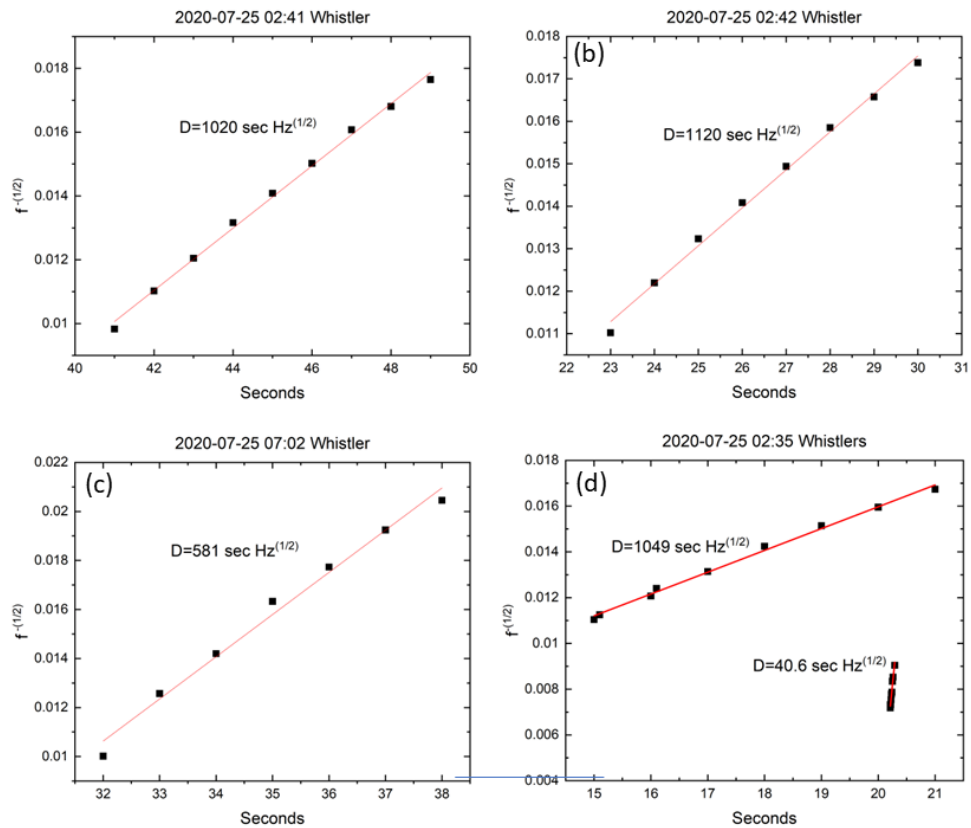 2020-07-25 02:41 Whistler
0.018
0.016
0.014
0.012
0.01
f-(1/2)
D=1020 sec Hz(1/2)
40 42 44 46 48 50
Seconds
2020-07-25 02:42 Whistler
(b)
0.018
0.017
0.016
0.015
0.014
0.013
0.012
0.011
f-(1/2)
D=1120 sec Hz(1/2)
22 23 24 25 26 27 28 29 30 31
Seconds
2020-07-25 07:02 Whistler
(c)
0.022
0.02
0.018
0.016
0.014
0.012
0.01
f-(1/2)
D=581 sec Hz(1/2)
32 33 34 35 36 37 38
Seconds
2020-07-25 02:35 Whistlers
(d)
0.018
0.016
0.014
0.012
0.01
0.008
0.006
0.004
f-(1/2)
D=1049 sec Hz(1/2)
D=40.6 sec Hz(1/2)
15 16 17 18 19 20 21
Seconds